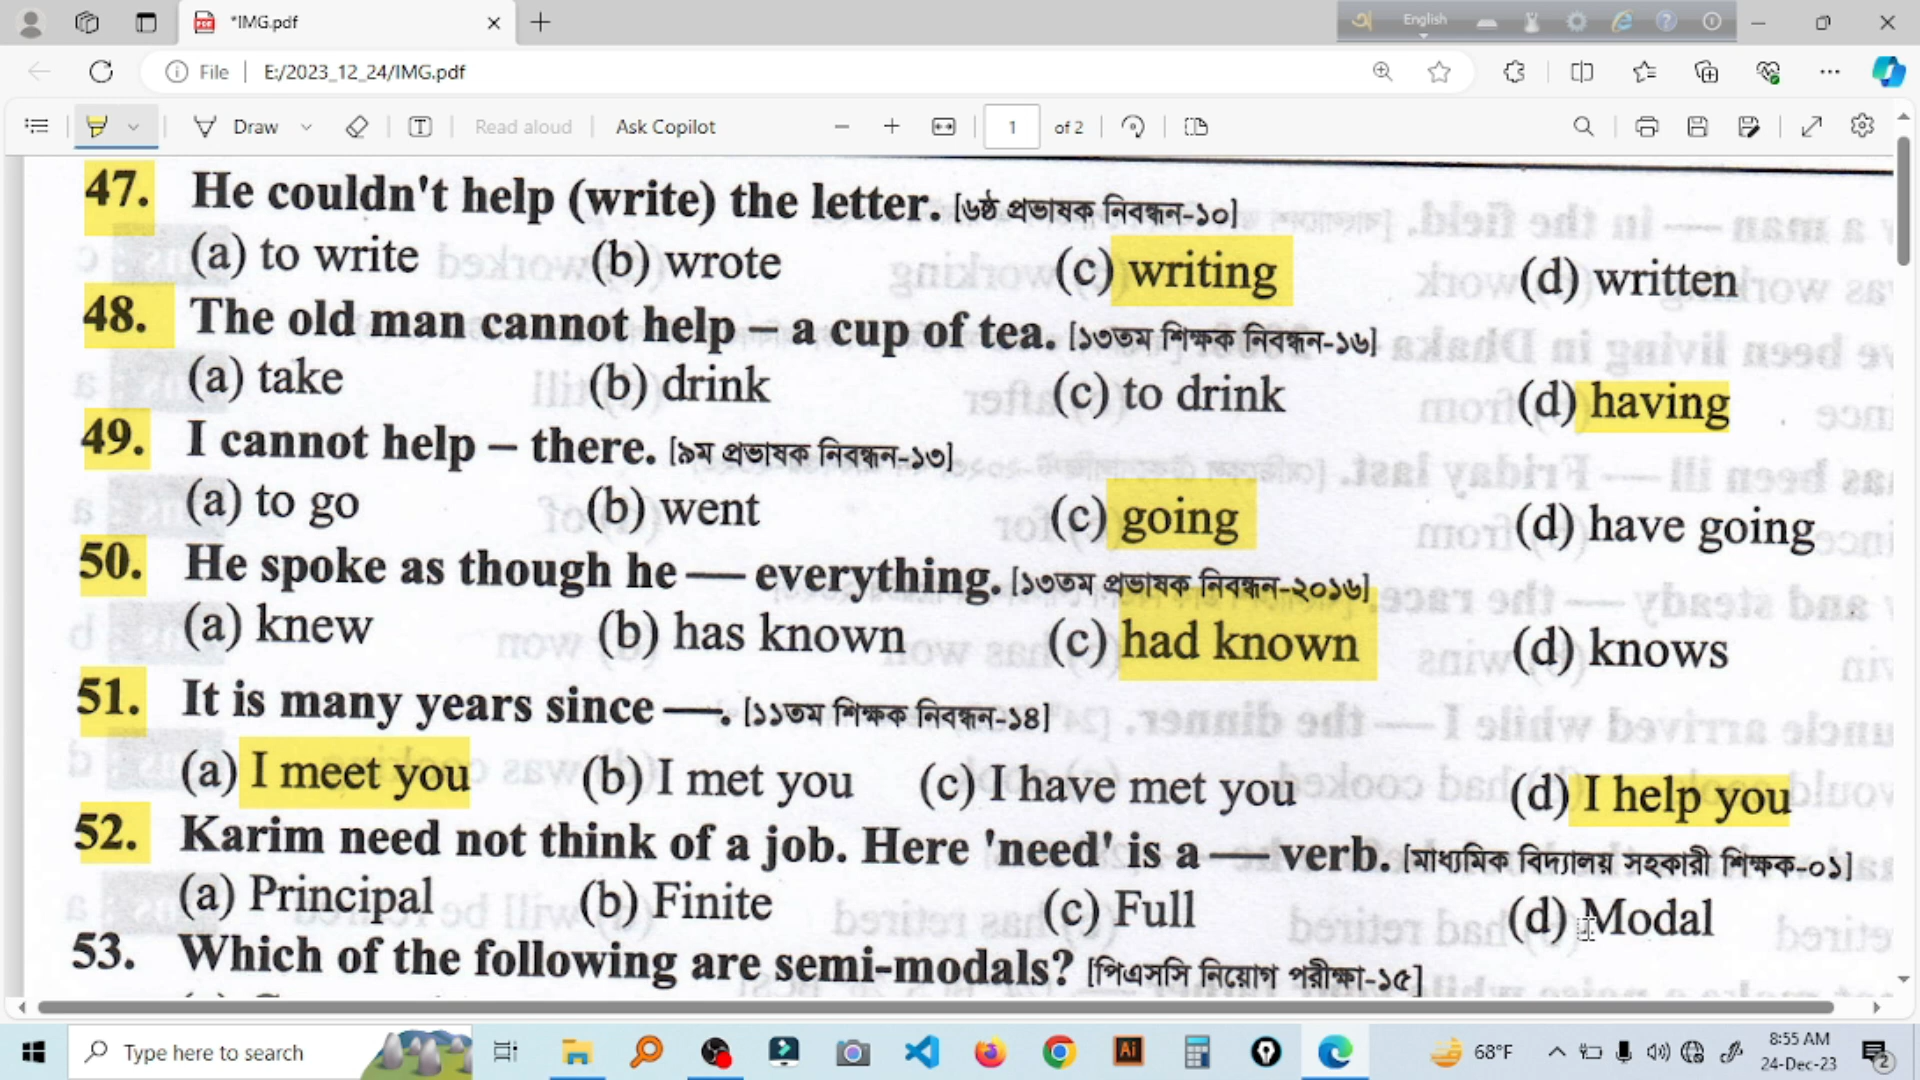 *IMG.pdf
English
File E:/2023_12_24/IMG.pdf
Draw Read aloud Ask Copilot 1 of 2
47. He couldn't help (write) the letter. [৬ষ্ঠ প্রভাষক নিবন্ধন-১০]
(a) to write (b) wrote (c) writing (d) written
48. The old man cannot help – a cup of tea. [১৩তম শিক্ষক নিবন্ধন-১৬]
(a) take (b) drink (c) to drink (d) having
49. I cannot help – there. [৯ম প্রভাষক নিবন্ধন-১৩]
(a) to go (b) went (c) going (d) have going
50. He spoke as though he — everything. [১৩তম প্রভাষক নিবন্ধন-২০১৬]
(a) knew (b) has known (c) had known (d) knows
51. It is many years since —. [১১তম শিক্ষক নিবন্ধন-১৪]
(a) I meet you (b) I met you (c) I have met you (d) I help you
52. Karim need not think of a job. Here 'need' is a — verb. [মাধ্যমিক বিদ্যালয় সহকারী শিক্ষক-০১]
(a) Principal (b) Finite (c) Full (d) Modal
53. Which of the following are semi-modals? [পিএসসি নিয়োগ পরীক্ষা-১৫]
Type here to search
Ai
68°F
8:55 AM
24-Dec-23
2